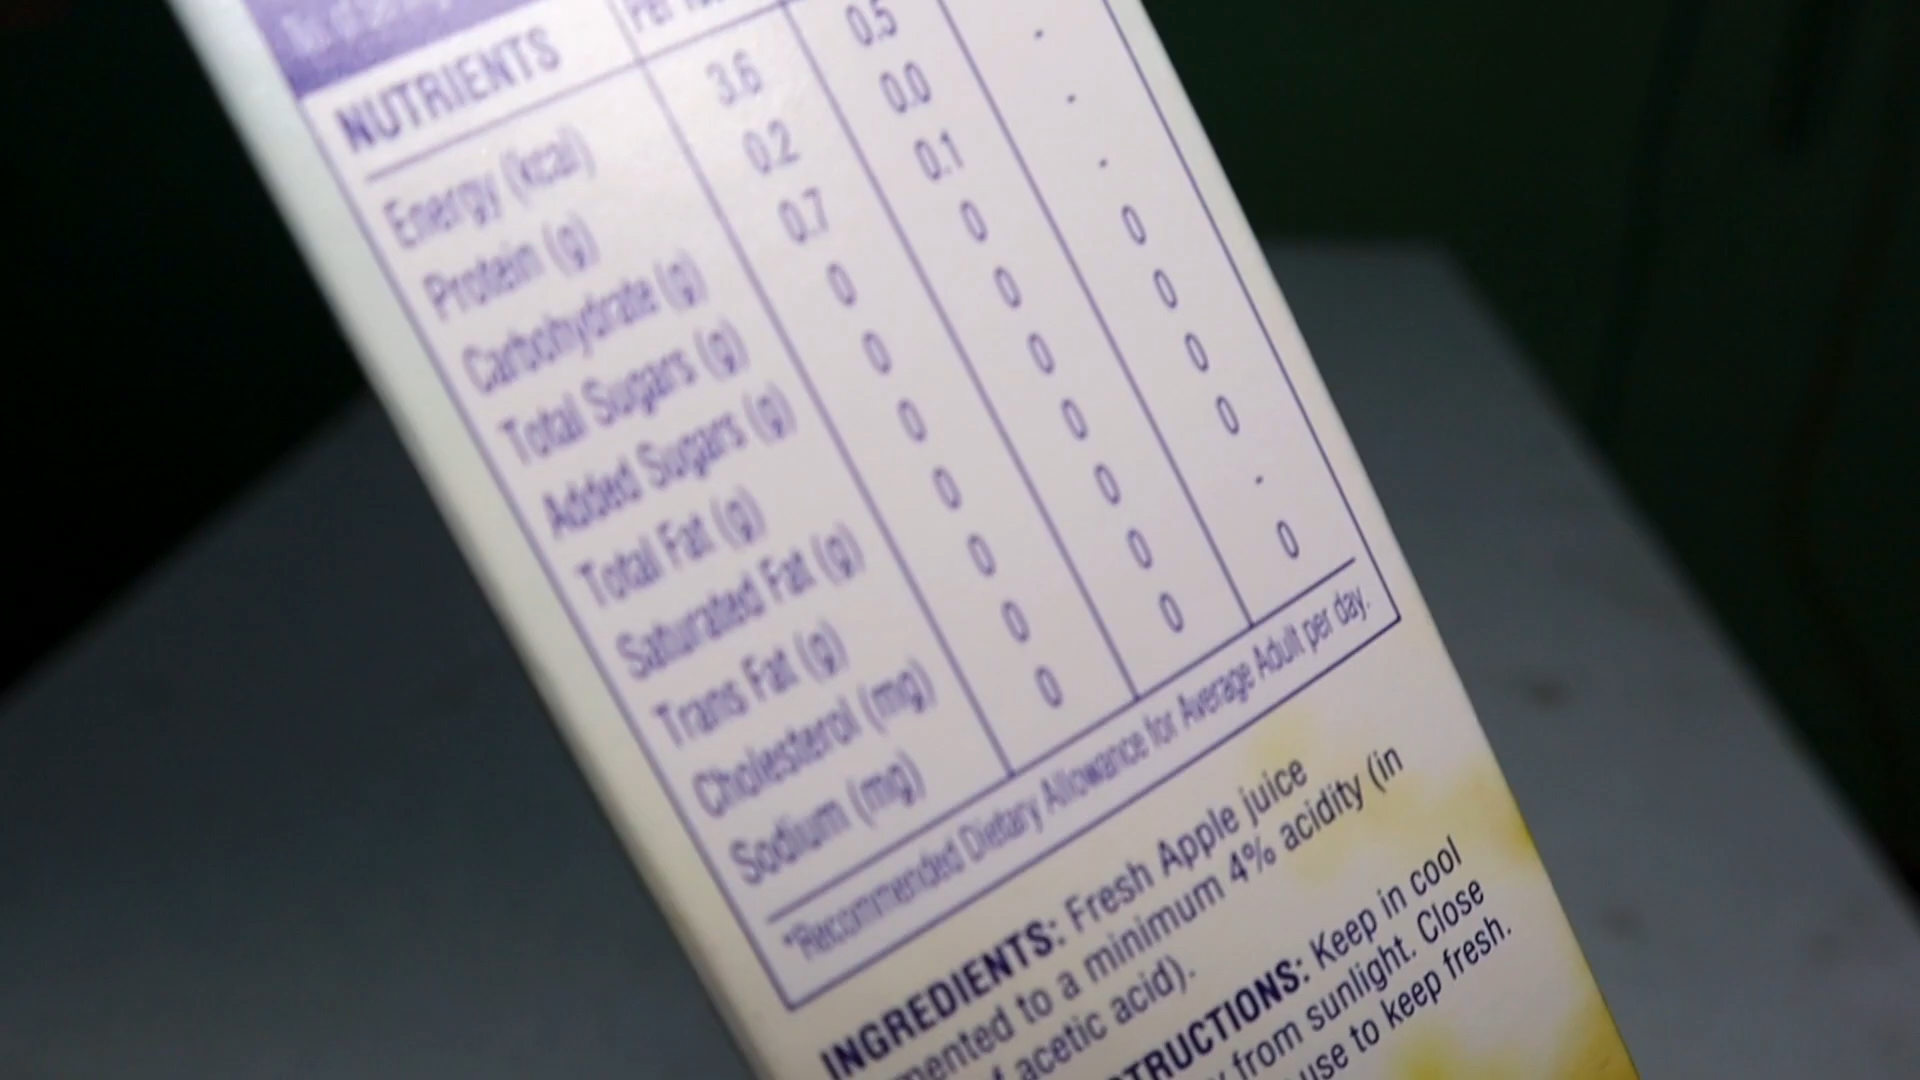 NUTRIENTS Per
Energy (kcal) 3.6 0.5
Protein (g) 0.2 0.0 -
Carbohydrate (g) 0.7 0.1 -
Total Sugars (g) 0 0 -
Added Sugars (g) 0 0 0
Total Fat (g) 0 0 0
Saturated Fat (g) 0 0 0
Trans Fat (g) 0 0 0
Cholesterol (mg) 0 0 -
Sodium (mg) 0 0 0
*Recommended Dietary Allowance for Average Adult per day.
INGREDIENTS: Fresh Apple juice
mented to a minimum 4% acidity (in
acetic acid).
TRUCTIONS: Keep in cool
from sunlight. Close
use to keep fresh.